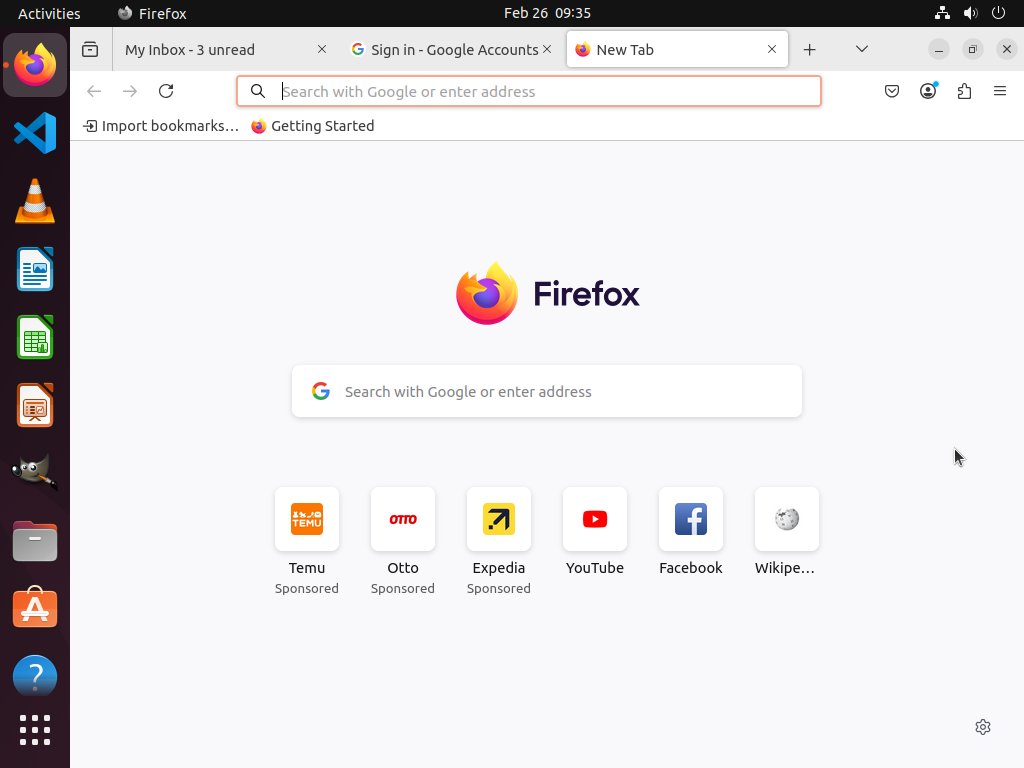 Activities
Firefox
Feb 26 09:35
My Inbox - 3 unread
Sign in - Google Accounts
New Tab
Search with Google or enter address
Import bookmarks…
Getting Started
Firefox
Search with Google or enter address
TEMU
OTTO
Temu
Otto
Expedia
YouTube
Facebook
Wikipe…
Sponsored
Sponsored
Sponsored